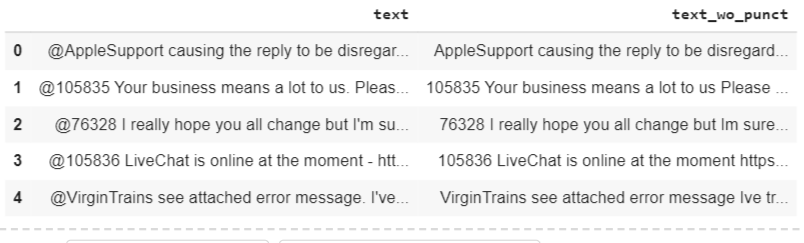 text text_wo_punct
0 @AppleSupport causing the reply to be disregar... AppleSupport causing the reply to be disregard...
1 @105835 Your business means a lot to us. Pleas... 105835 Your business means a lot to us Please ...
2 @76328 I really hope you all change but I'm su... 76328 I really hope you all change but Im sure...
3 @105836 LiveChat is online at the moment - htt... 105836 LiveChat is online at the moment https...
4 @VirginTrains see attached error message. I've... VirginTrains see attached error message Ive tr...